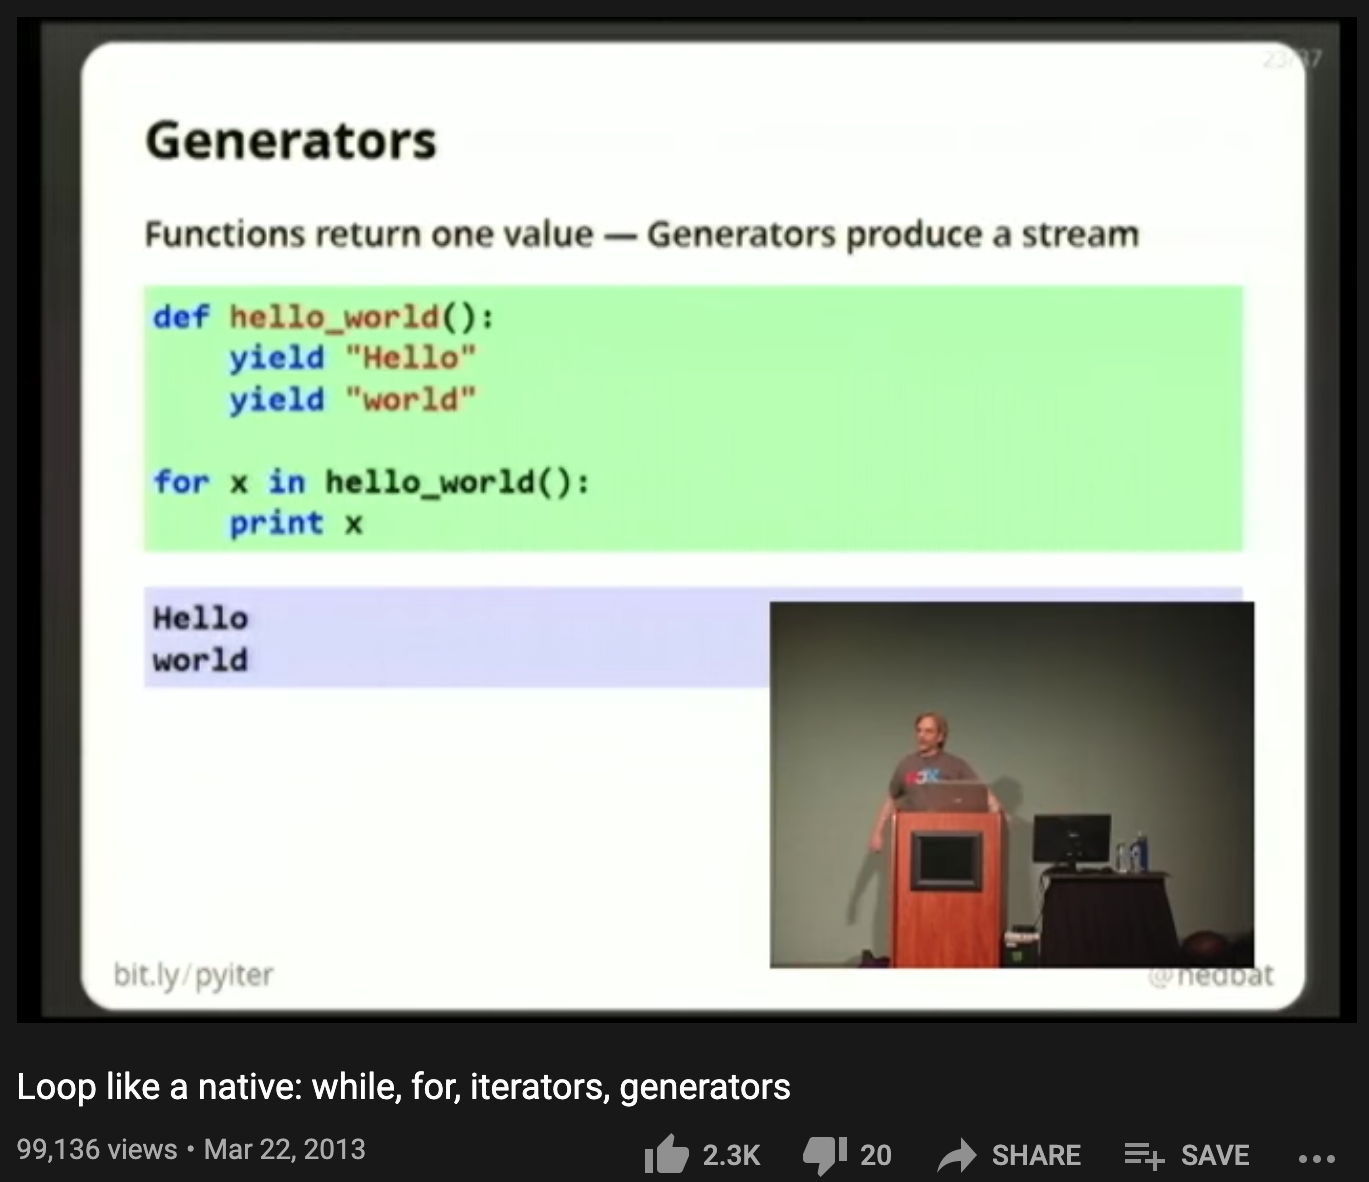 23/37
Generators
Functions return one value — Generators produce a stream
def hello_world():
    yield "Hello"
    yield "world"
for x in hello_world():
    print x
Hello
world
bit.ly/pyiter
@nedbat
Loop like a native: while, for, iterators, generators
99,136 views • Mar 22, 2013
2.3K
20
SHARE
SAVE